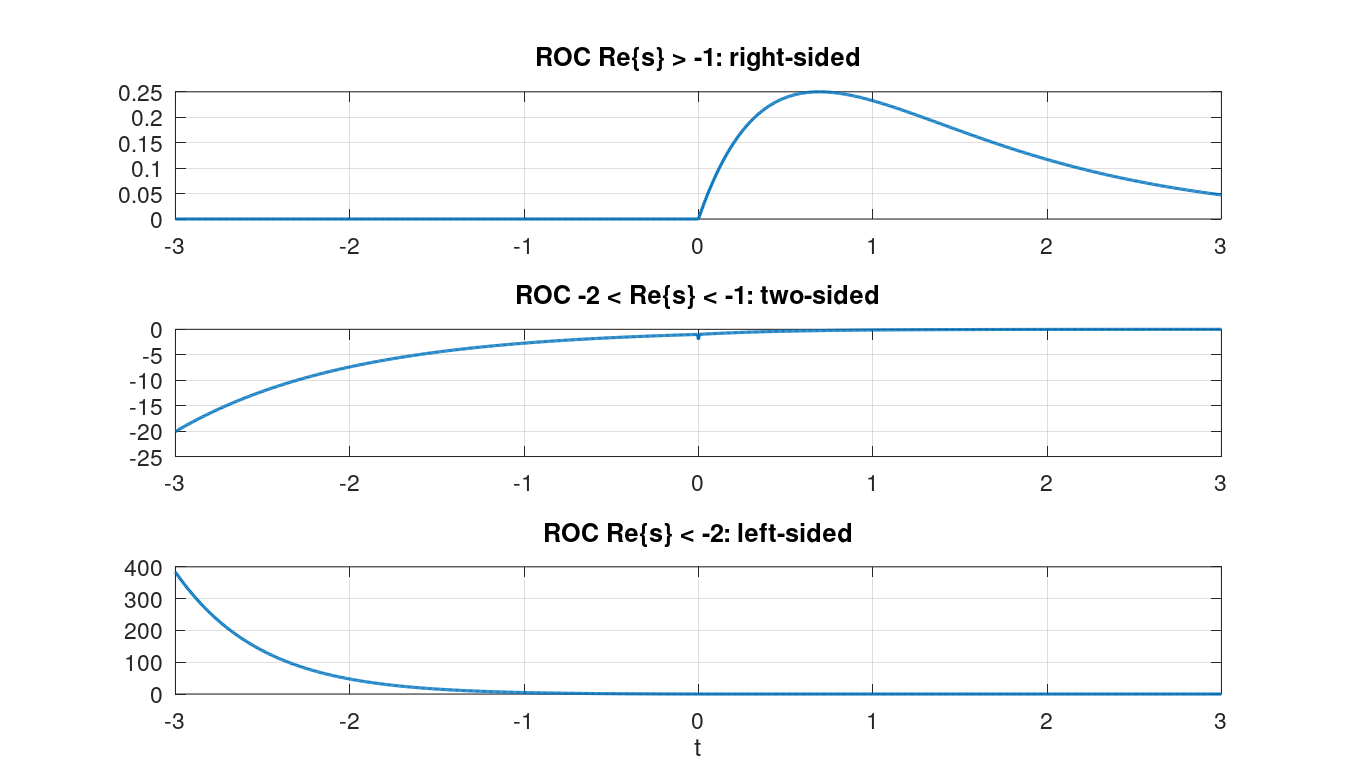 ROC Re{s} > -1: right-sided
0.25
0.2
0.15
0.1
0.05
0
-3 -2 -1 0 1 2 3
ROC -2 < Re{s} < -1: two-sided
0
-5
-10
-15
-20
-25
-3 -2 -1 0 1 2 3
ROC Re{s} < -2: left-sided
400
300
200
100
0
-3 -2 -1 0 1 2 3
t